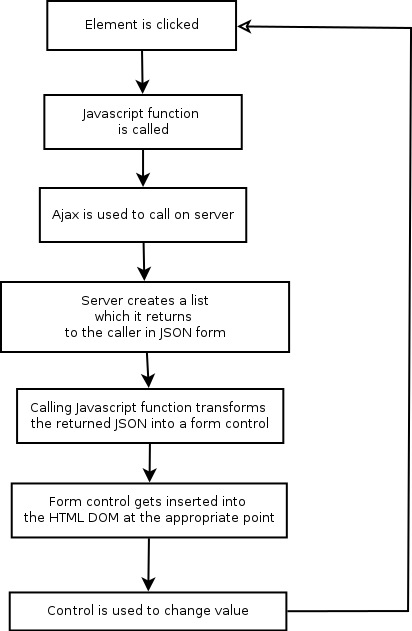 Element is clicked
Javascript function
is called
Ajax is used to call on server
Server creates a list
which it returns
to the caller in JSON form
Calling Javascript function transforms
the returned JSON into a form control
Form control gets inserted into
the HTML DOM at the appropriate point
Control is used to change value